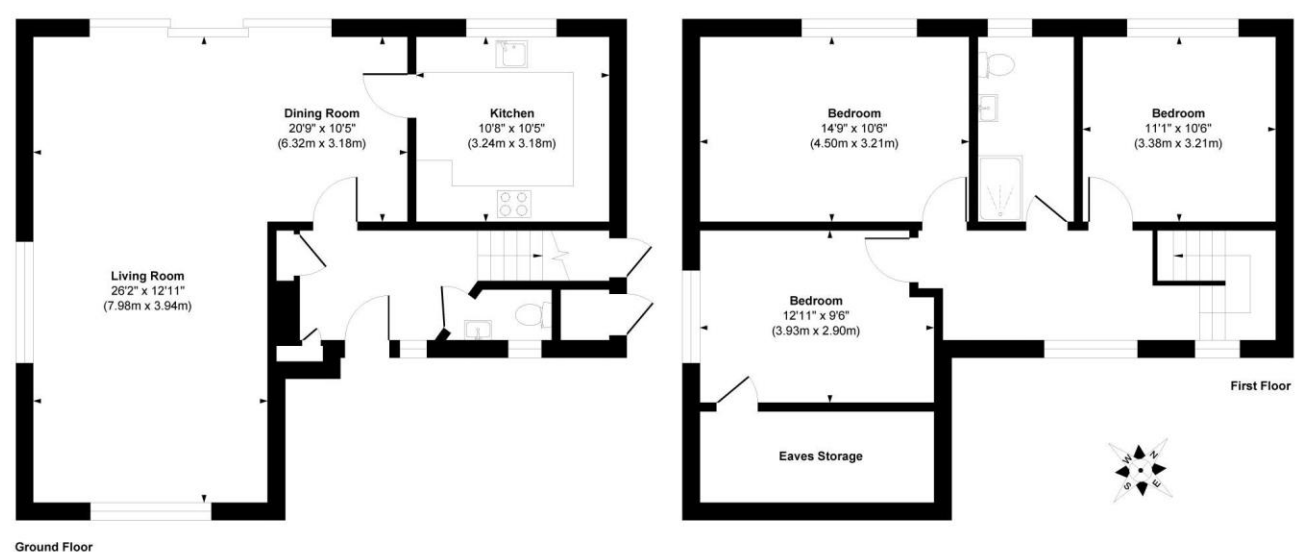 Dining Room
20'9" x 10'5"
(6.32m x 3.18m)
Kitchen
10'8" x 10'5"
(3.24m x 3.18m)
Living Room
26'2" x 12'11"
(7.98m x 3.94m)
Ground Floor
Bedroom
14'9" x 10'6"
(4.50m x 3.21m)
Bedroom
11'1" x 10'6"
(3.38m x 3.21m)
Bedroom
12'11" x 9'6"
(3.93m x 2.90m)
Eaves Storage
First Floor
W N
S E